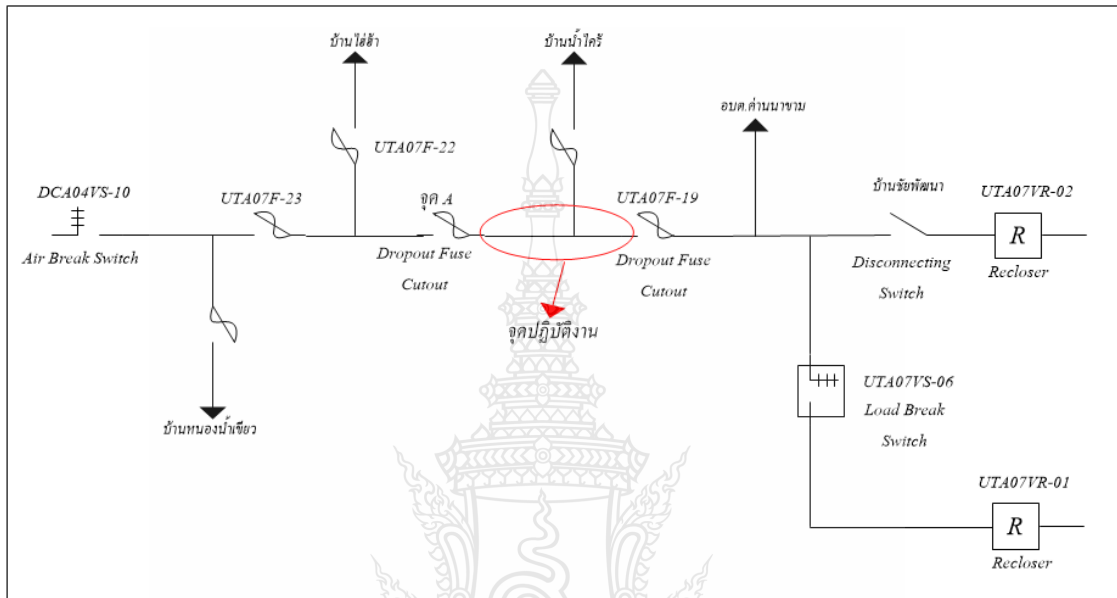 บ้านไฮ่ฮ้า
บ้านน้ำไคร้
อบต.ด่านนาขาม
UTA07F-22
บ้านชัยพัฒนา
DCA04VS-10
UTA07F-23
จุด A
UTA07F-19
UTA07VR-02
R
Air Break Switch
Dropout Fuse
Cutout
Dropout Fuse
Cutout
Disconnecting
Switch
Recloser
จุดปฏิบัติงาน
UTA07VS-06
Load Break
Switch
บ้านหนองน้ำเขียว
UTA07VR-01
R
Recloser